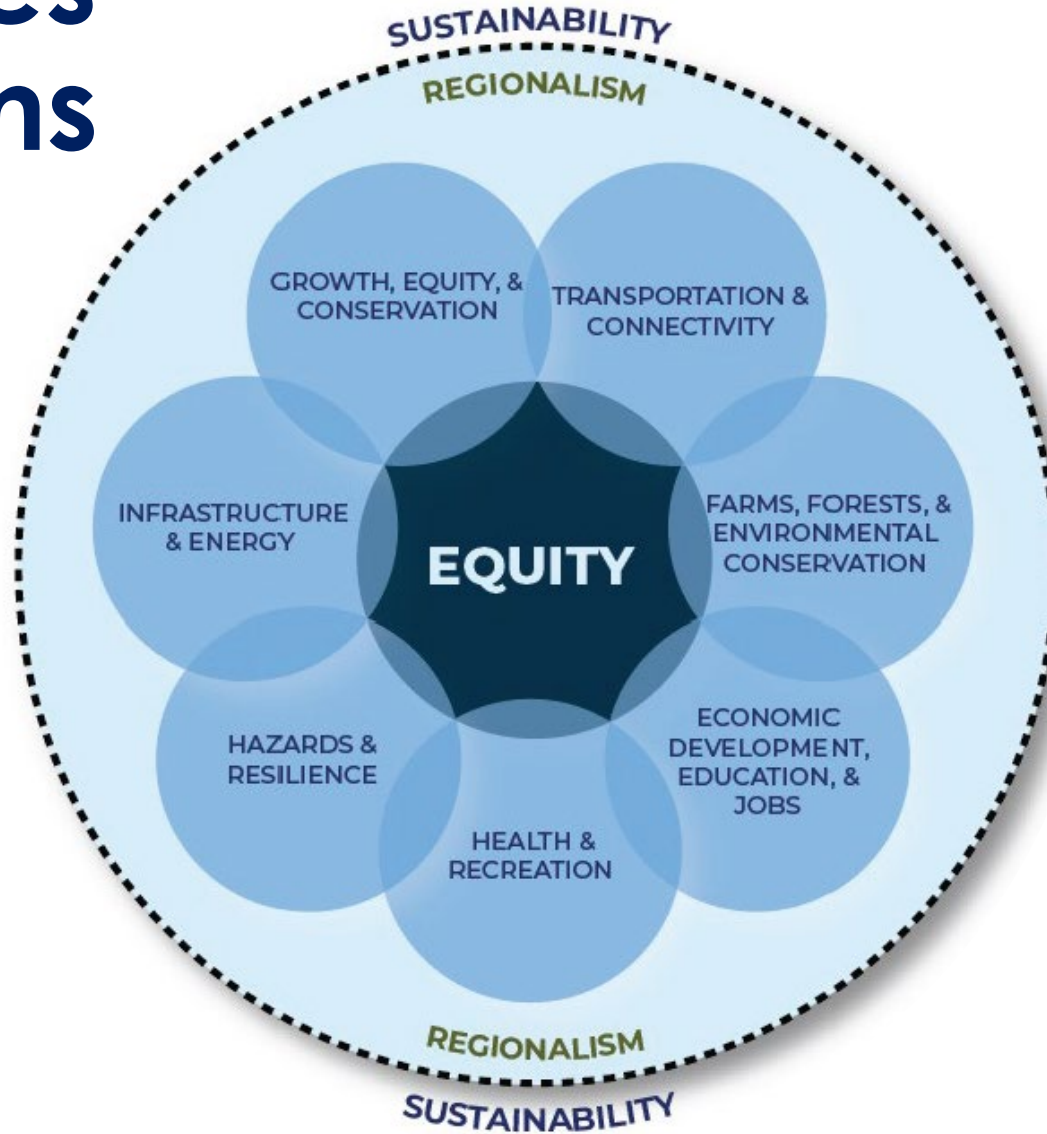 SUSTAINABILITY
REGIONALISM
GROWTH, EQUITY, &
CONSERVATION
TRANSPORTATION &
CONNECTIVITY
INFRASTRUCTURE
& ENERGY
EQUITY
FARMS, FORESTS, &
ENVIRONMENTAL
CONSERVATION
HAZARDS &
RESILIENCE
ECONOMIC
DEVELOPMENT,
EDUCATION, &
JOBS
HEALTH &
RECREATION
REGIONALISM
SUSTAINABILITY